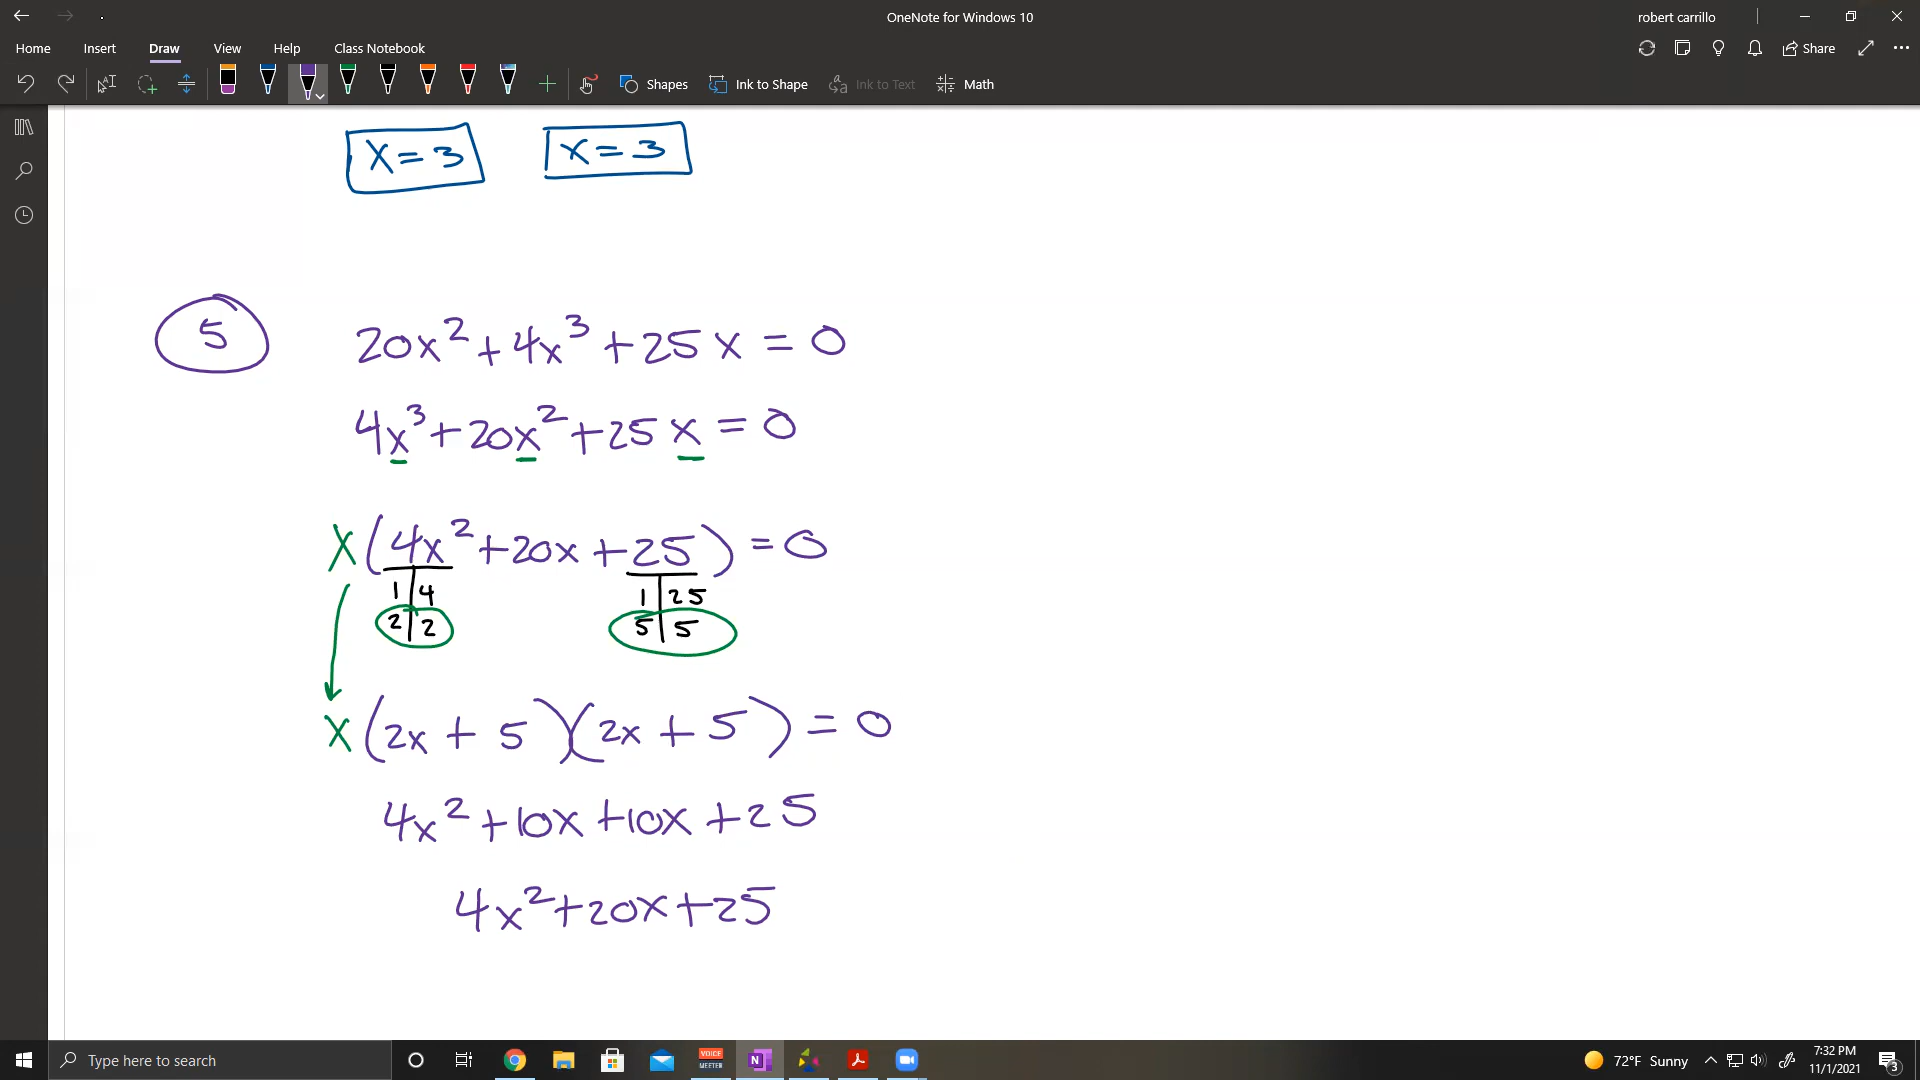 OneNote for Windows 10
robert carrillo
Home Insert Draw View Help Class Notebook
Share
Shapes Ink to Shape Ink to Text Math
x = 3 x = 3
5 20x² + 4x³ + 25x = 0
4x³ + 20x² + 25x = 0
x(4x² + 20x + 25) = 0
1 4 1 25
2 2 5 5
x(2x + 5)(2x + 5) = 0
4x² + 10x + 10x + 25
4x² + 20x + 25
Type here to search
VOICE
MEETER
N
72°F Sunny
7:32 PM
11/1/2021
3